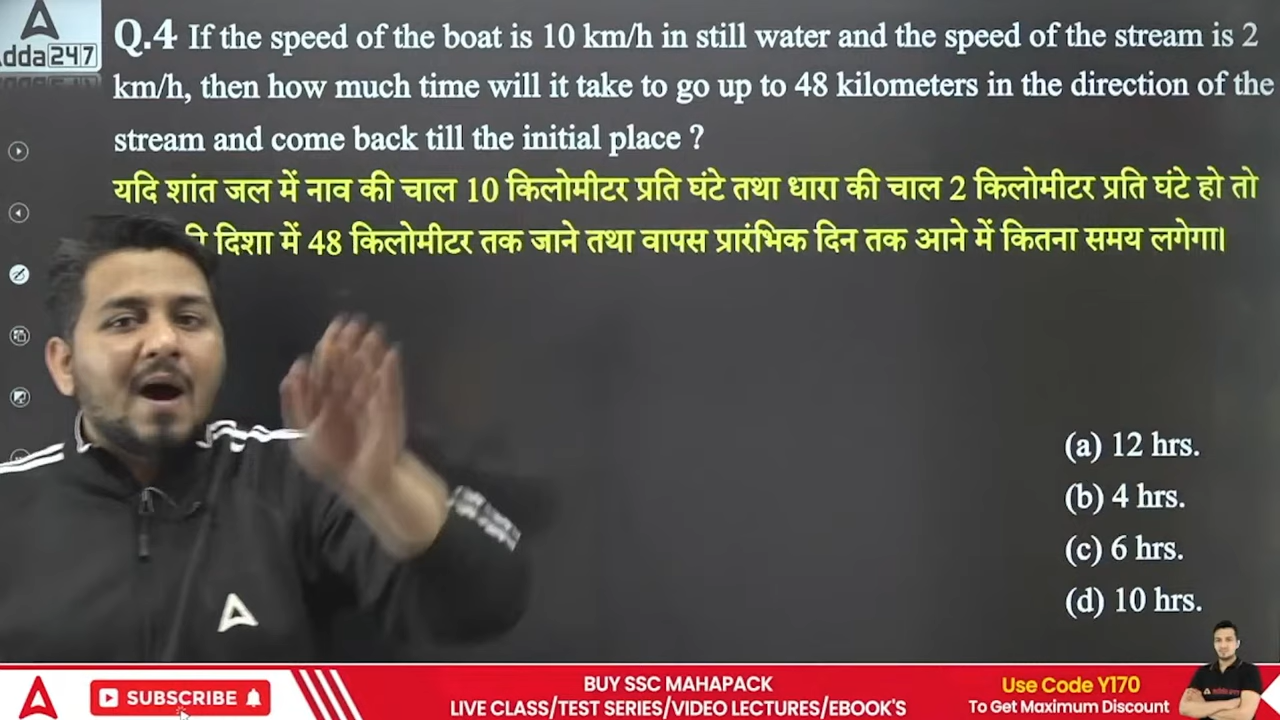 Adda247
Q.4 If the speed of the boat is 10 km/h in still water and the speed of the stream is 2
km/h, then how much time will it take to go up to 48 kilometers in the direction of the
stream and come back till the initial place ?
यदि शांत जल में नाव की चाल 10 किलोमीटर प्रति घंटे तथा धारा की चाल 2 किलोमीटर प्रति घंटे हो तो
दिशा में 48 किलोमीटर तक जाने तथा वापस प्रारंभिक दिन तक आने में कितना समय लगेगा।
(a) 12 hrs.
(b) 4 hrs.
(c) 6 hrs.
(d) 10 hrs.
SUBSCRIBE
BUY SSC MAHAPACK
LIVE CLASS/TEST SERIES/VIDEO LECTURES/EBOOK'S
Use Code Y170
To Get Maximum Discount